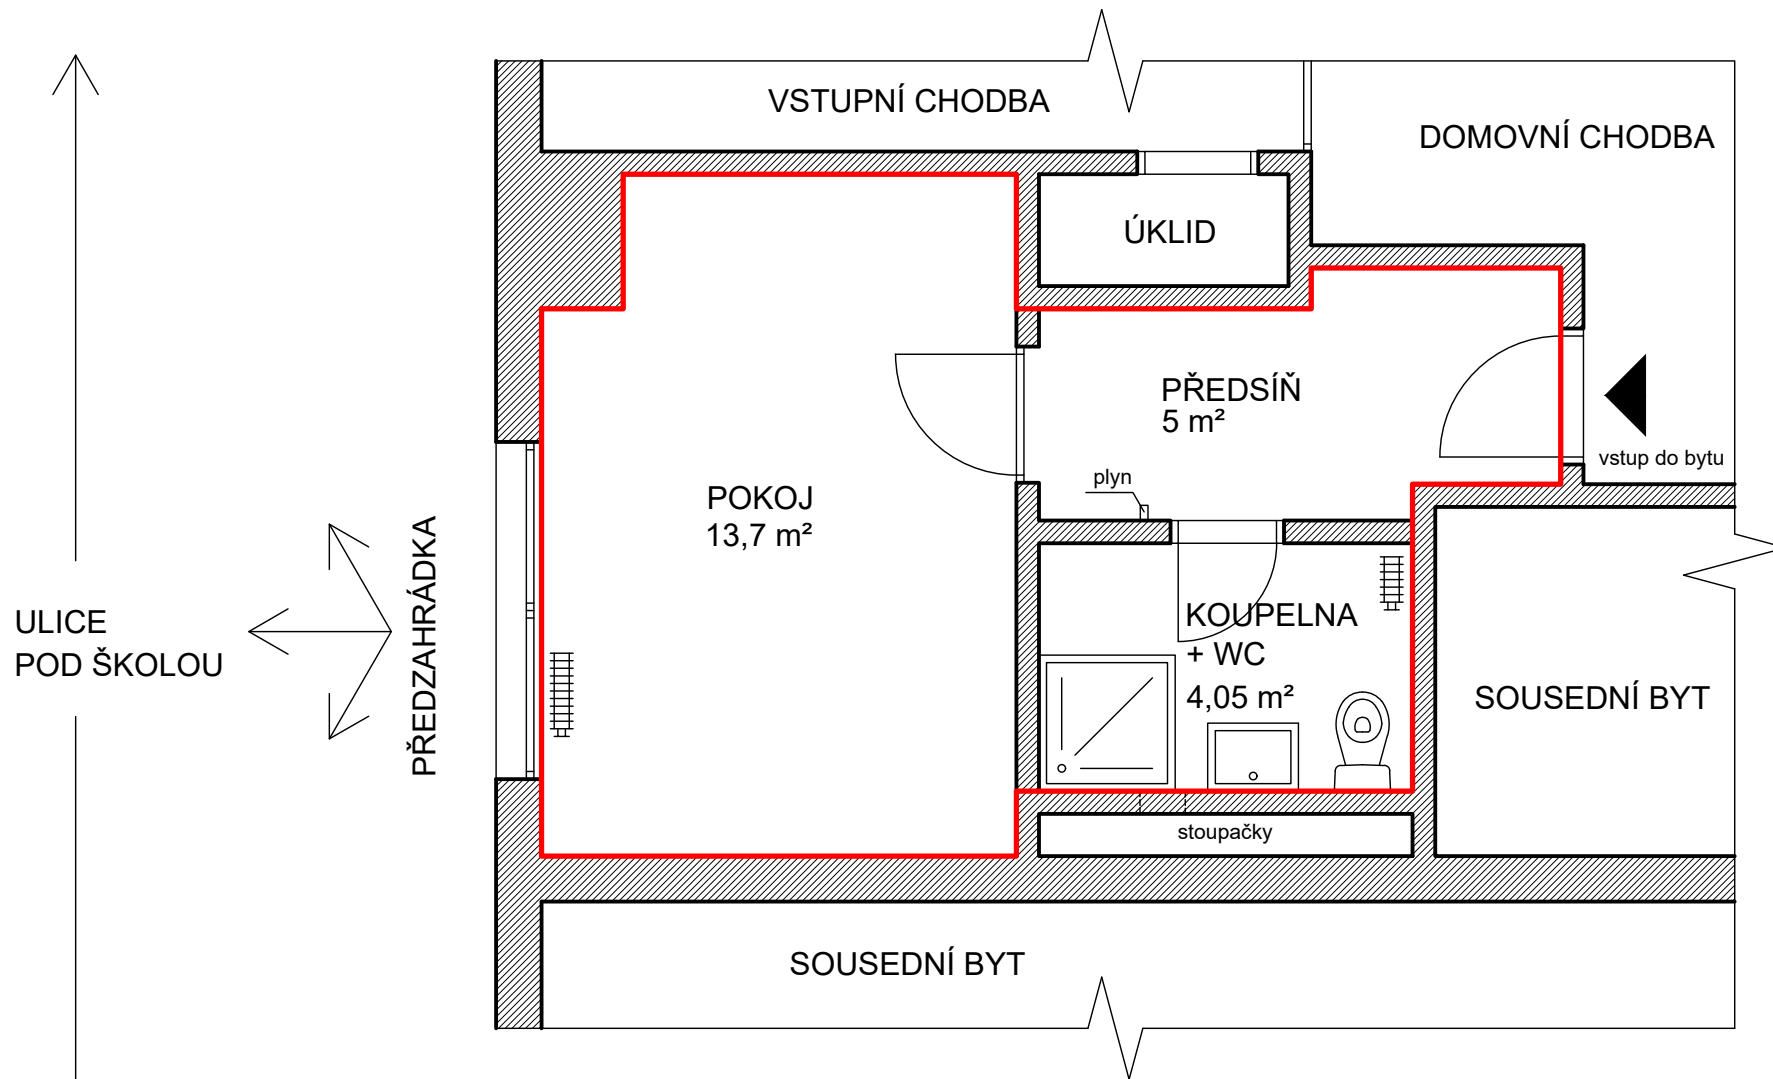 VSTUPNÍ CHODBA
DOMOVNÍ CHODBA
ÚKLID
PŘEDSÍŇ
5 m²
vstup do bytu
plyn
POKOJ
13,7 m²
PŘEDZAHRÁDKA
ULICE
POD ŠKOLOU
KOUPELNA
+ WC
4,05 m²
SOUSEDNÍ BYT
stoupačky
SOUSEDNÍ BYT